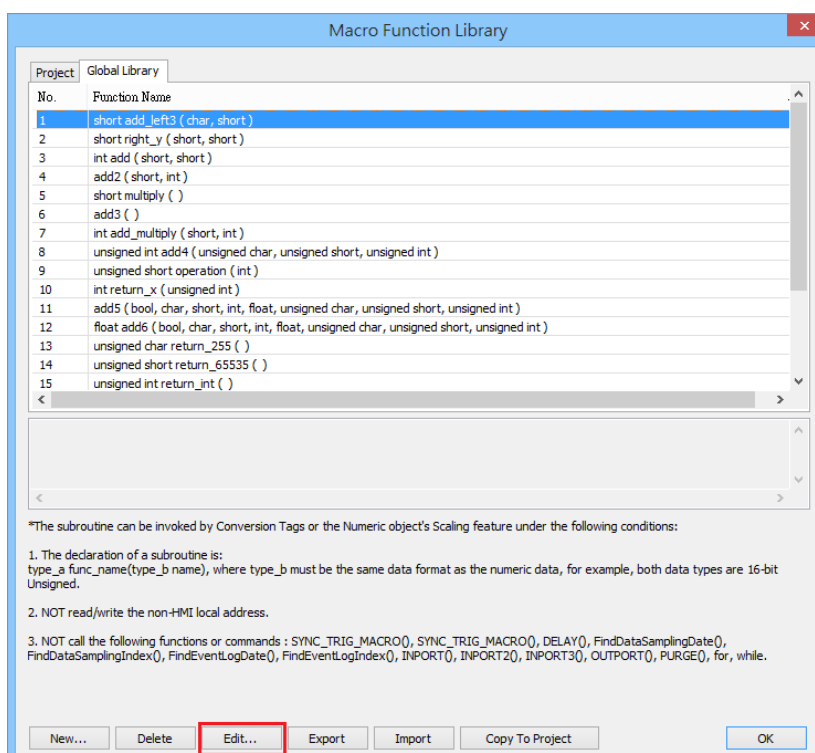 Macro Function Library
Project Global Library
No. Function Name
1 short add_left3 ( char, short )
2 short right_y ( short, short )
3 int add ( short, short )
4 add2 ( short, int )
5 short multiply ( )
6 add3 ( )
7 int add_multiply ( short, int )
8 unsigned int add4 ( unsigned char, unsigned short, unsigned int )
9 unsigned short operation ( int )
10 int return_x ( unsigned int )
11 add5 ( bool, char, short, int, float, unsigned char, unsigned short, unsigned int )
12 float add6 ( bool, char, short, int, float, unsigned char, unsigned short, unsigned int )
13 unsigned char return_255 ( )
14 unsigned short return_65535 ( )
15 unsigned int return_int ( )
*The subroutine can be invoked by Conversion Tags or the Numeric object's Scaling feature under the following conditions:
1. The declaration of a subroutine is:
type_a func_name(type_b name), where type_b must be the same data format as the numeric data, for example, both data types are 16-bit
Unsigned.
2. NOT read/write the non-HMI local address.
3. NOT call the following functions or commands : SYNC_TRIG_MACRO(), SYNC_TRIG_MACRO(), DELAY(), FindDataSamplingDate(),
FindDataSamplingIndex(), FindEventLogDate(), FindEventLogIndex(), INPORT(), INPORT2(), INPORT3(), OUTPORT(), PURGE(), for, while.
New... Delete Edit... Export Import Copy To Project OK